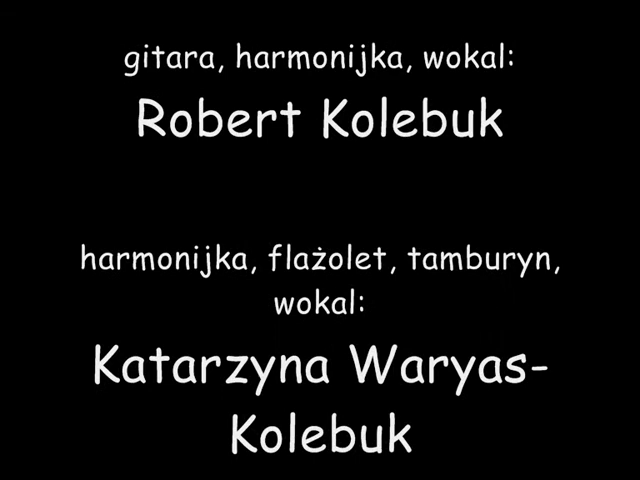 gitara, harmonijka, wokal:
Robert Kolebuk
harmonijka, flażolet, tamburyn,
wokal:
Katarzyna Waryas-
Kolebuk